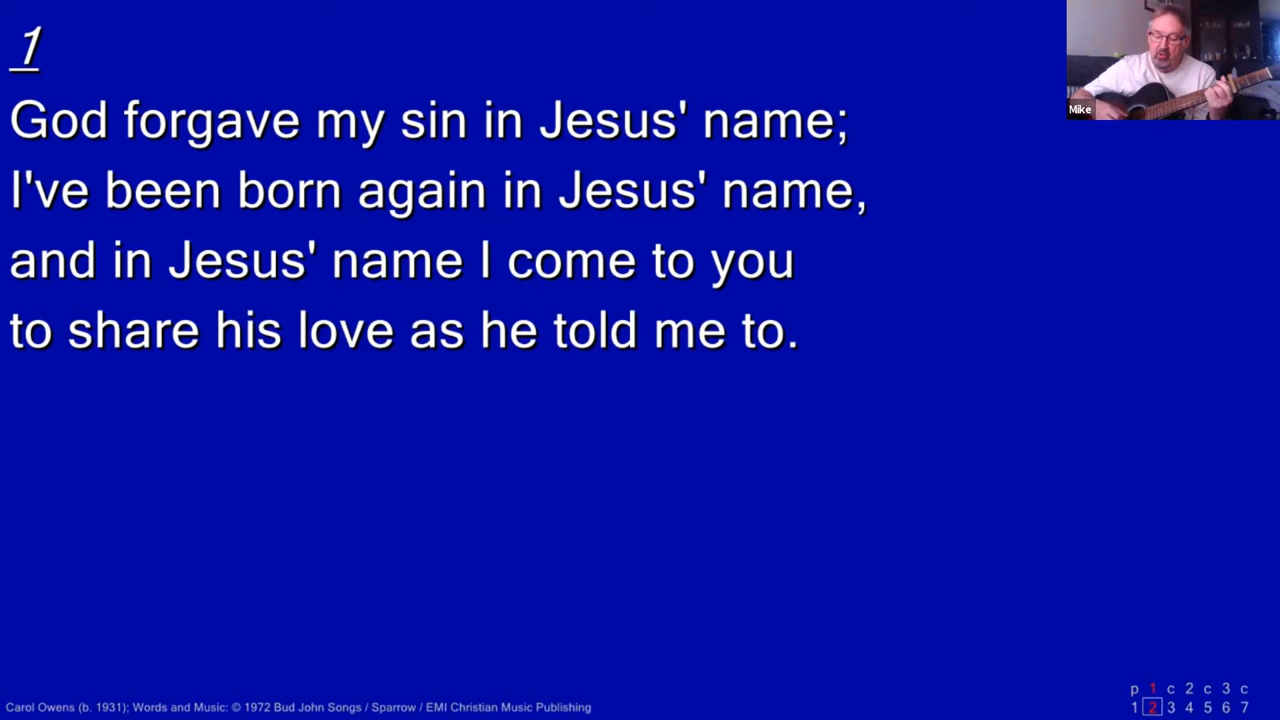 1
God forgave my sin in Jesus' name;
I've been born again in Jesus' name,
and in Jesus' name I come to you
to share his love as he told me to.
Mike
Carol Owens (b. 1931); Words and Music: © 1972 Bud John Songs / Sparrow / EMI Christian Music Publishing
p 1 c 2 c 3 c
1 2 3 4 5 6 7